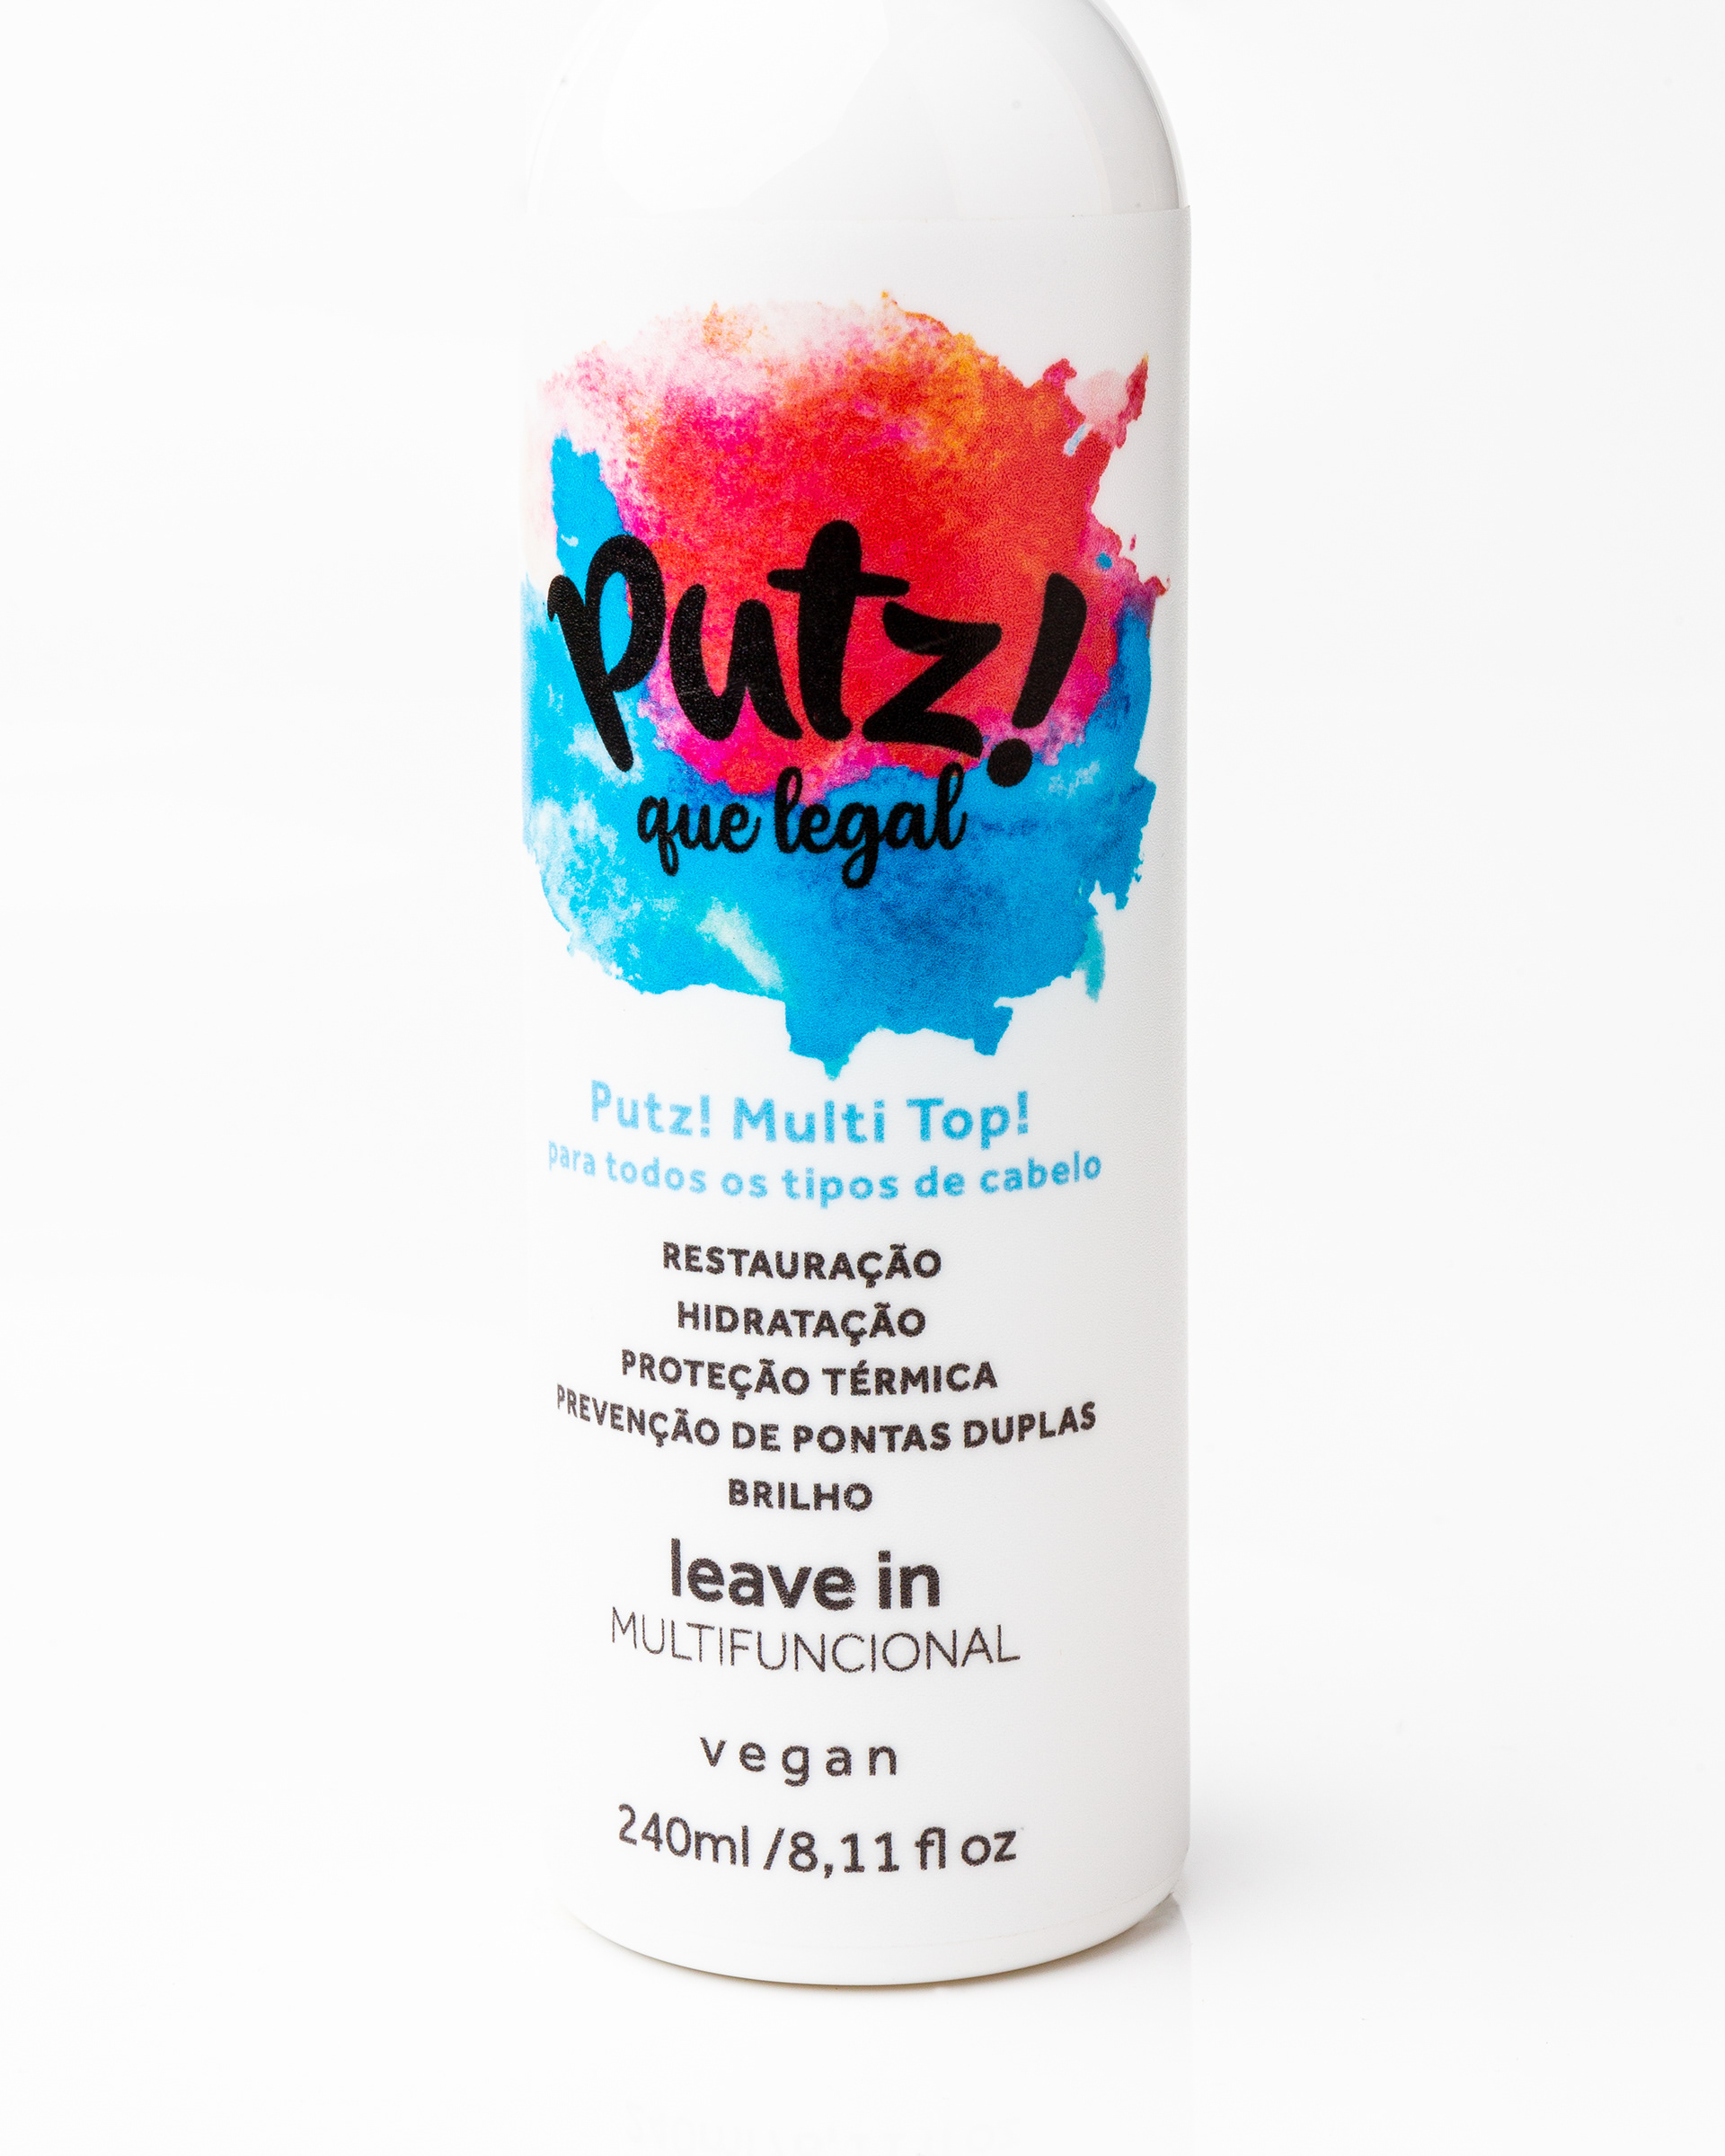 Putz!
que legal
Putz! Multi Top!
para todos os tipos de cabelo
RESTAURAÇÃO
HIDRATAÇÃO
PROTEÇÃO TÉRMICA
PREVENÇÃO DE PONTAS DUPLAS
BRILHO
leave in
MULTIFUNCIONAL
vegan
240ml /8,11 fl oz